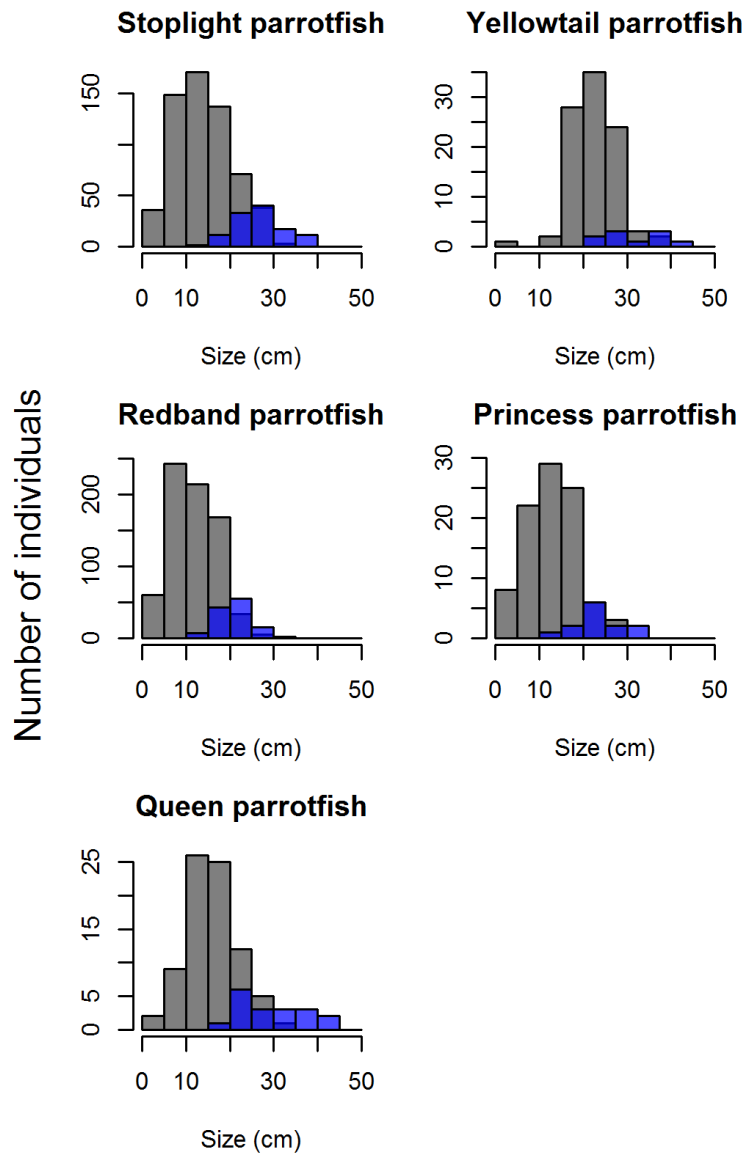 Number of individuals
Stoplight parrotfish
150
50
0
0 10 30 50
Size (cm)
Yellowtail parrotfish
30
20
10
0
0 10 30 50
Size (cm)
Redband parrotfish
200
100
0
0 10 30 50
Size (cm)
Princess parrotfish
30
20
10
0
0 10 30 50
Size (cm)
Queen parrotfish
25
15
5
0
0 10 30 50
Size (cm)